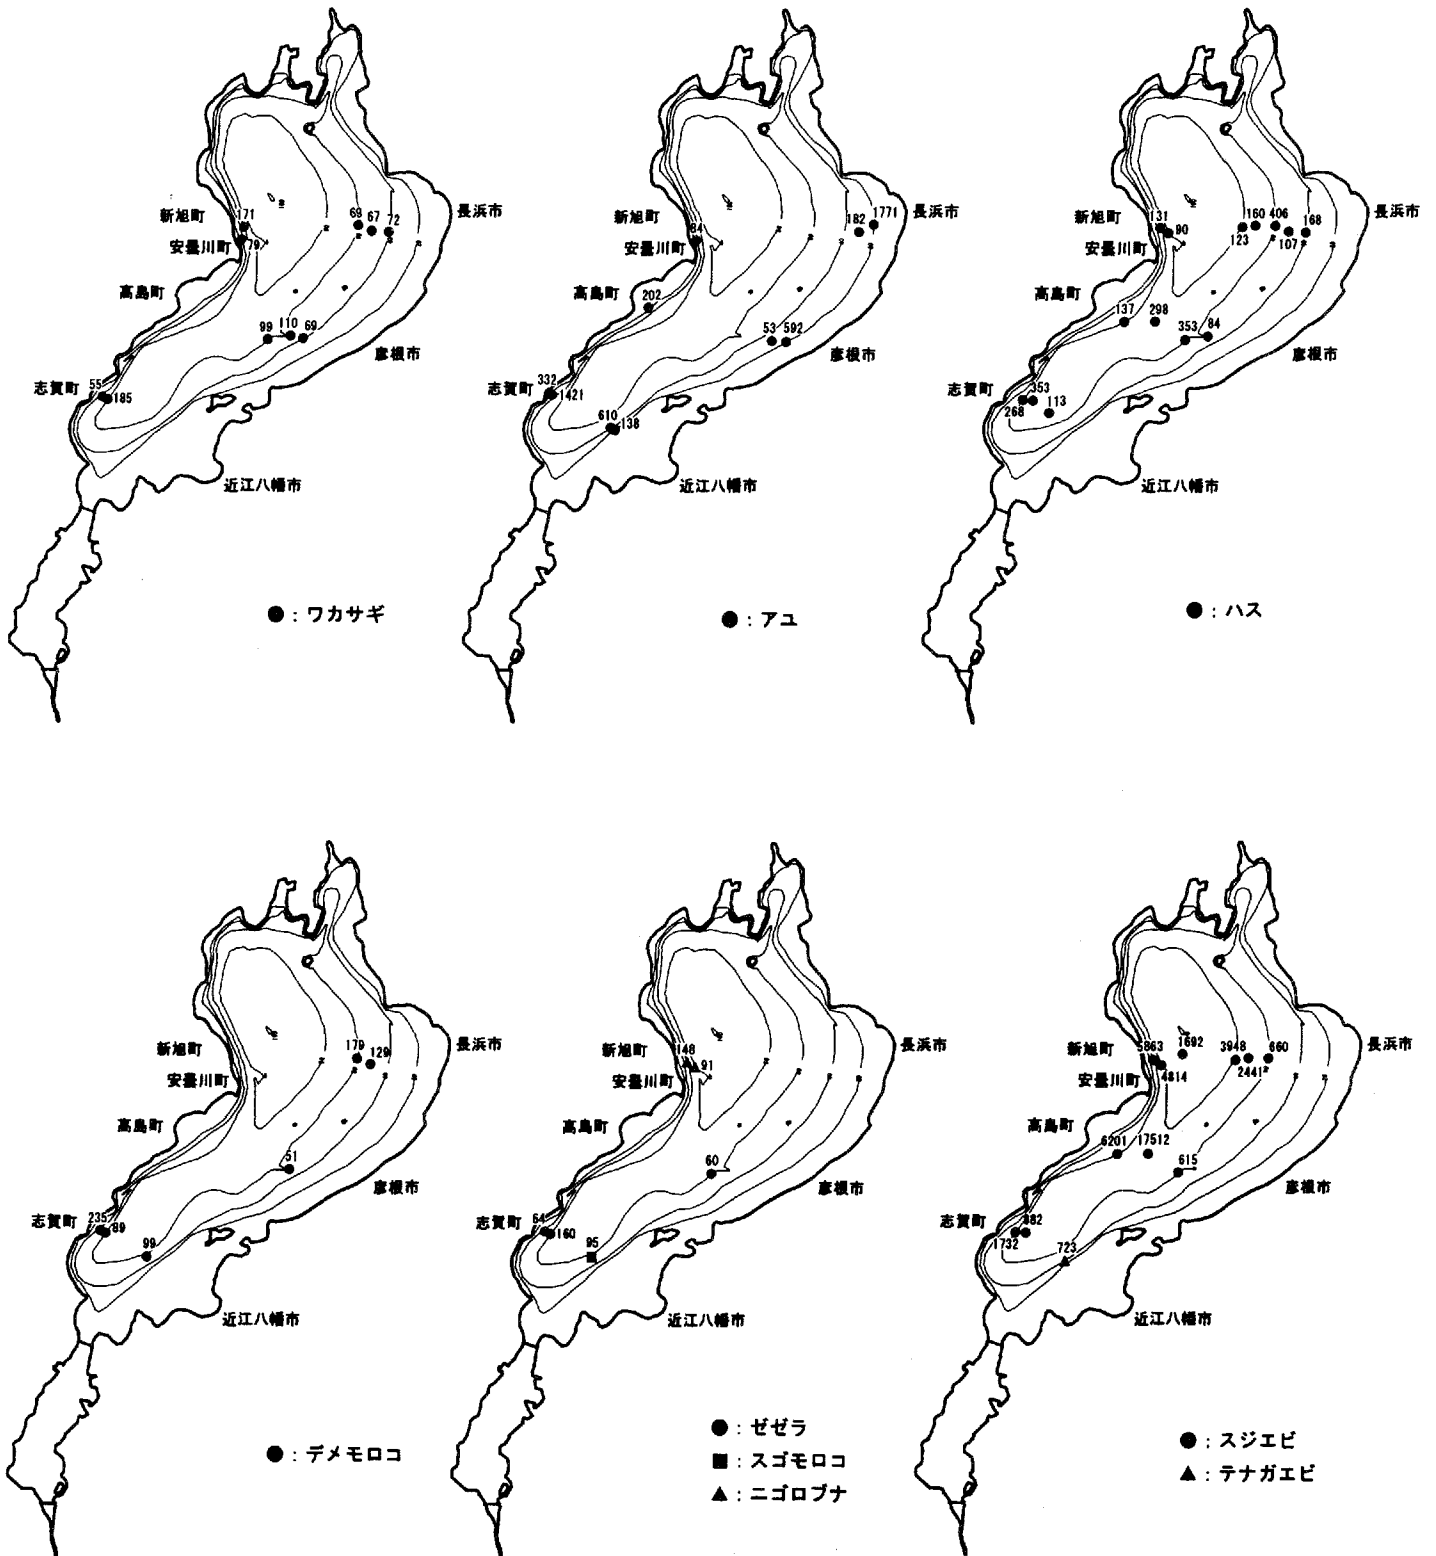 171
新旭町
69
67
72
長浜市
79
安曇川町
高島町
110
99
69
彦根市
55
志賀町
185
近江八幡市
●：ワカサギ
新旭町
84
182
1771
長浜市
安曇川町
高島町
202
53
592
彦根市
332
志賀町
1421
610
138
近江八幡市
●：アユ
新旭町
131
90
160
406
168
長浜市
123
107
安曇川町
高島町
137
298
353
84
彦根市
志賀町
353
268
113
近江八幡市
●：ハス
新旭町
179
129
長浜市
安曇川町
高島町
51
彦根市
志賀町
235
89
99
近江八幡市
●：デメモロコ
新旭町
148
91
長浜市
安曇川町
高島町
60
彦根市
志賀町
64
160
95
近江八幡市
●：ゼゼラ
■：スゴモロコ
▲：ニゴロブナ
新旭町
5863
1692
3948
660
長浜市
2441
安曇川町
4814
高島町
6201
17512
615
彦根市
志賀町
882
1732
723
近江八幡市
●：スジエビ
▲：テナガエビ